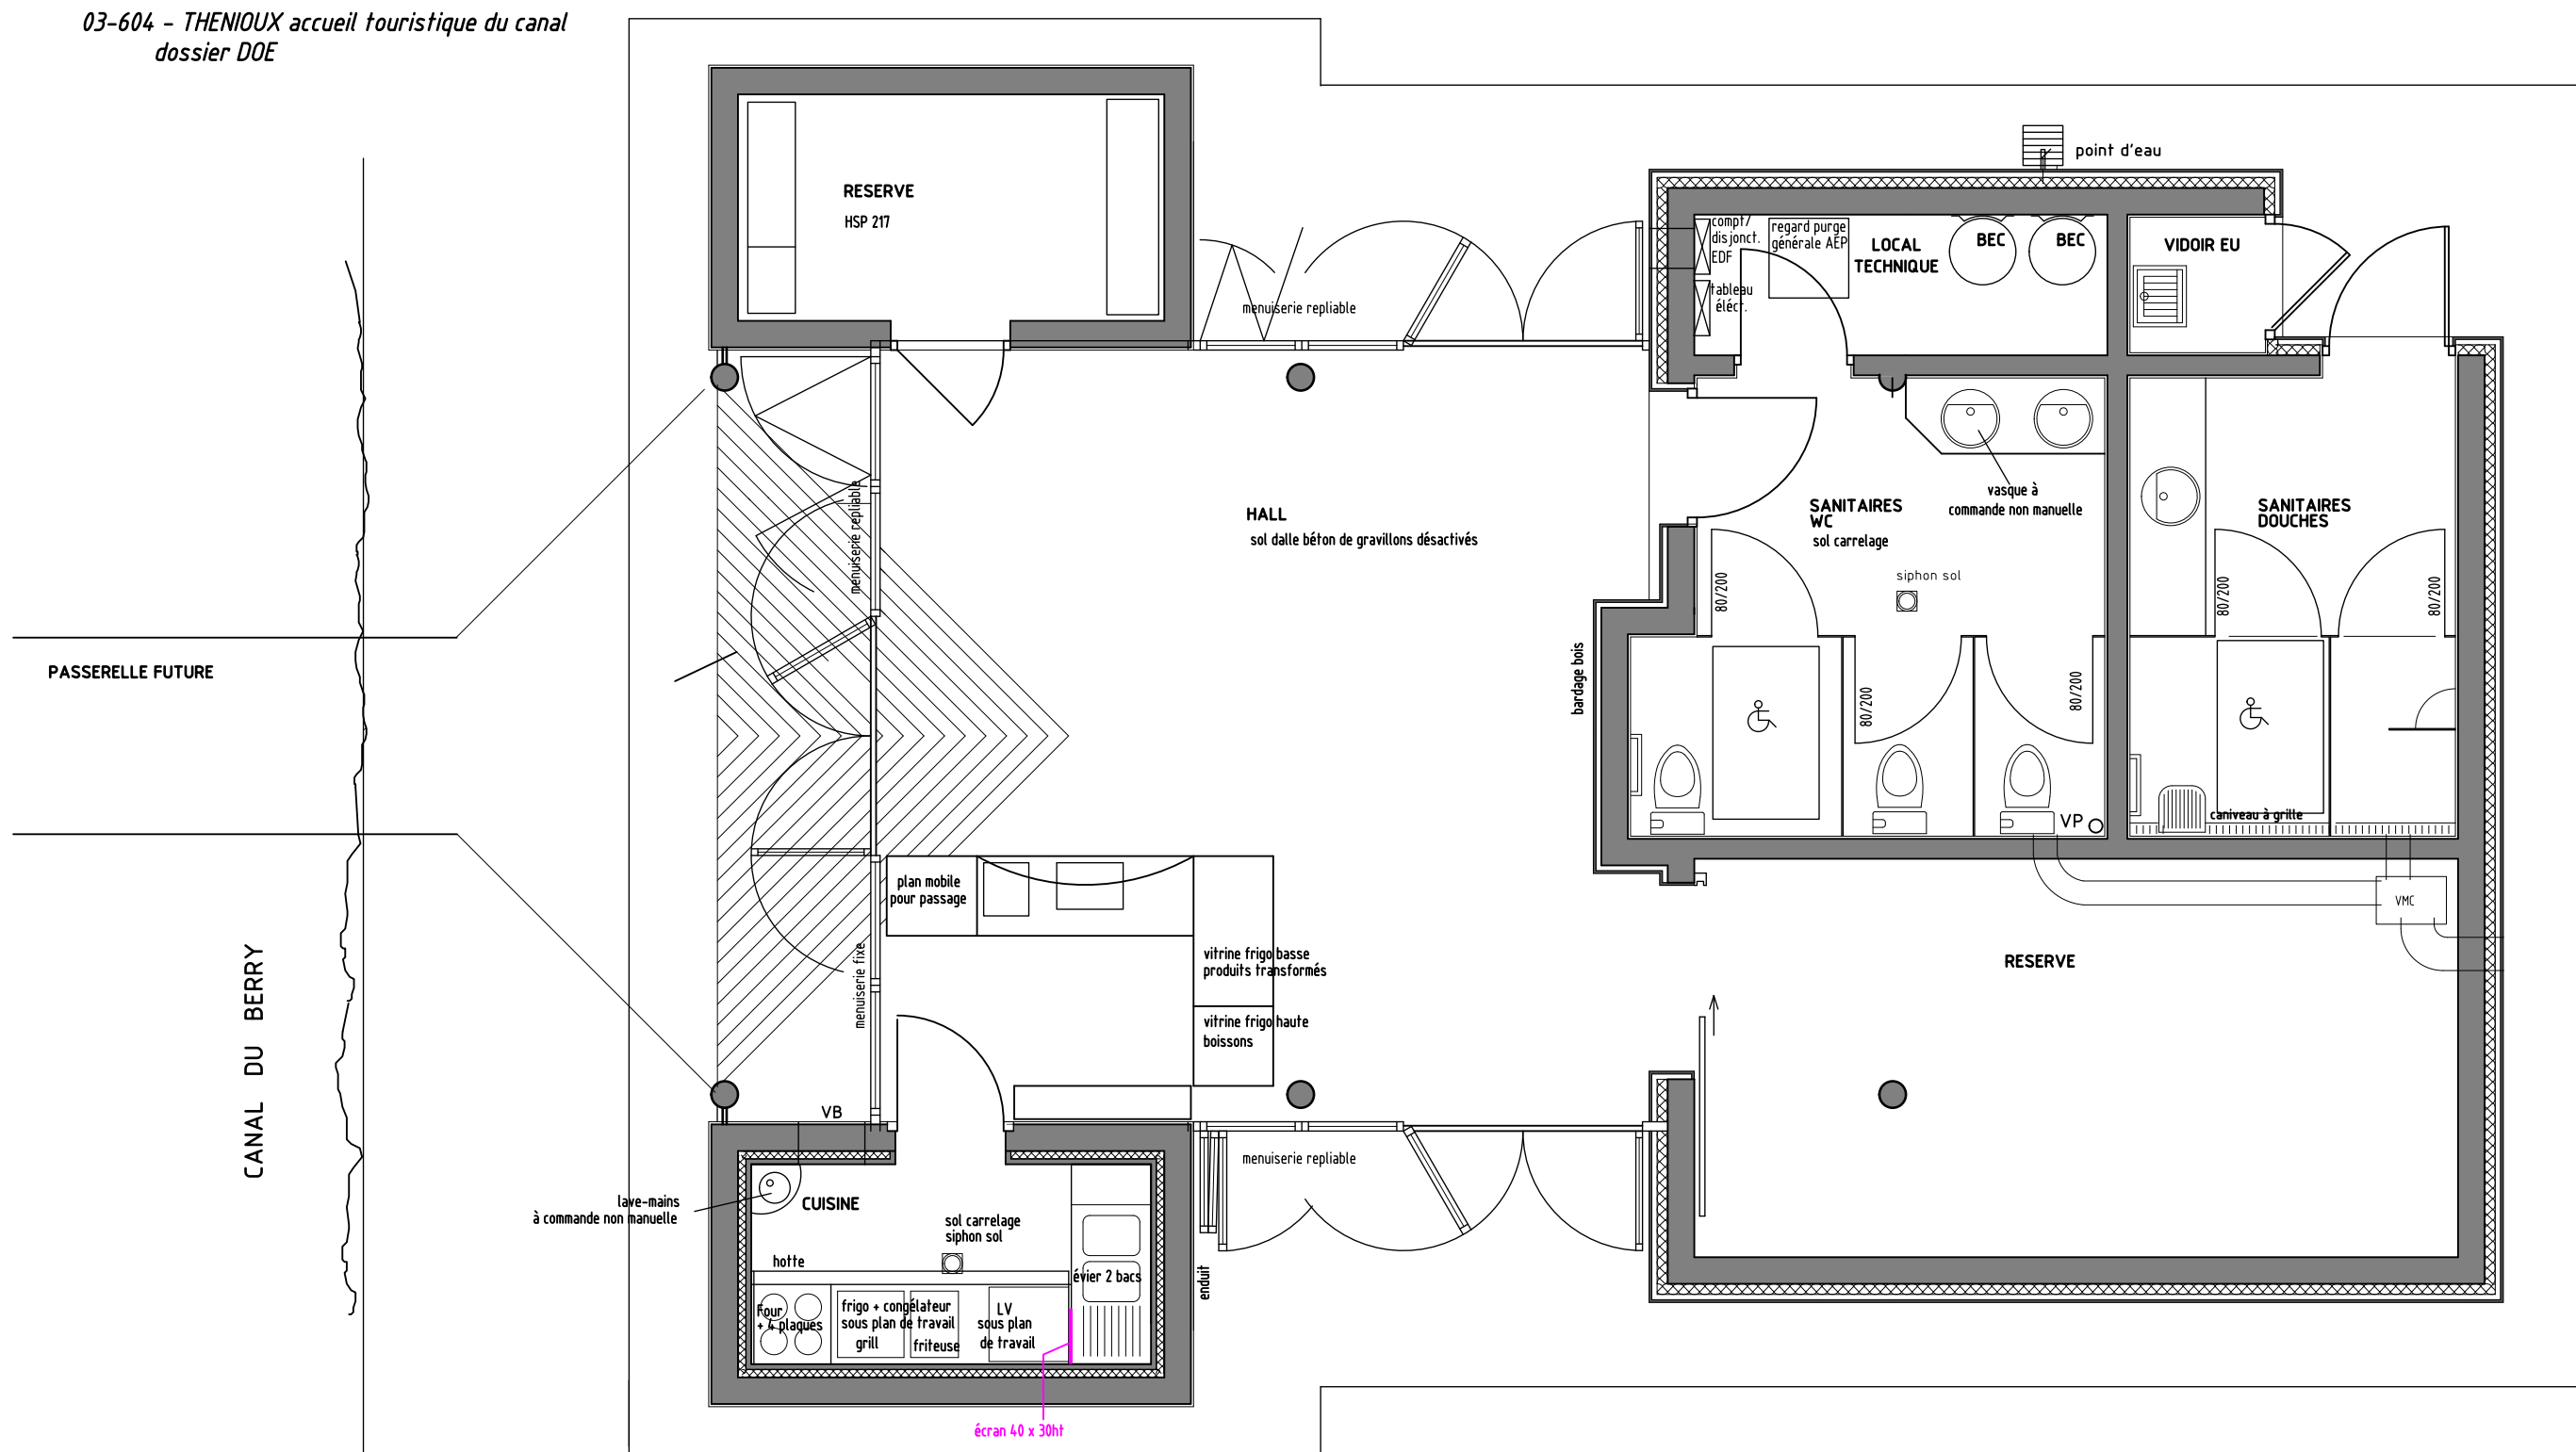 03-604 - THENIOUX accueil touristique du canal
dossier DOE
RESERVE
HSP 217
point d'eau
compt/
disjonct.
EDF
regard purge
générale AEP
LOCAL
TECHNIQUE
BEC
BEC
VIDOIR EU
tableau
éléct.
menuiserie repliable
menuiserie repliable
HALL
sol dalle béton de gravillons désactivés
SANITAIRES
WC
sol carrelage
vasque à
commande non manuelle
SANITAIRES
DOUCHES
siphon sol
80/200
80/200
80/200
80/200
80/200
bardage bois
PASSERELLE FUTURE
VP
caniveau à grille
VMC
plan mobile
pour passage
menuiserie fixe
vitrine frigo basse
produits transformés
vitrine frigo haute
boissons
RESERVE
CANAL DU BERRY
VB
menuiserie repliable
lave-mains
à commande non manuelle
CUISINE
sol carrelage
siphon sol
hotte
évier 2 bacs
enduit
Four
+ 4 plaques
frigo + congélateur
sous plan de travail
grill
friteuse
LV
sous plan
de travail
écran 40 x 30ht